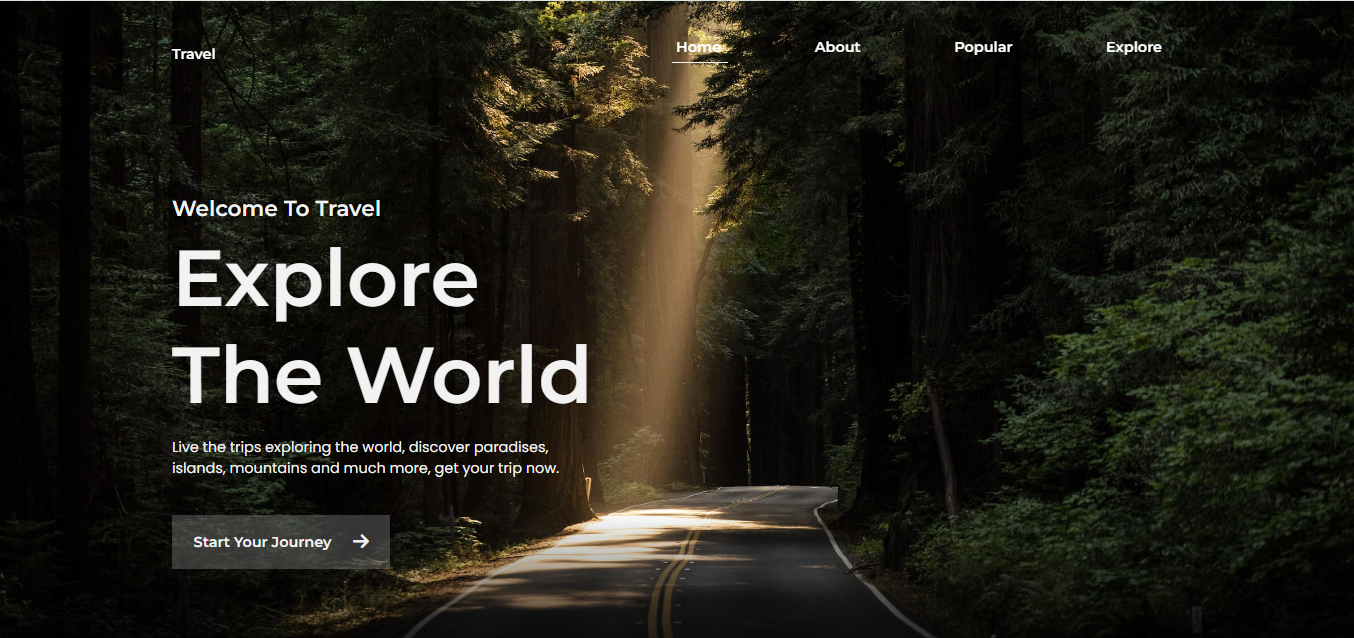 Travel
Home About Popular Explore
Welcome To Travel
Explore
The World
Live the trips exploring the world, discover paradises,
islands, mountains and much more, get your trip now.
Start Your Journey →